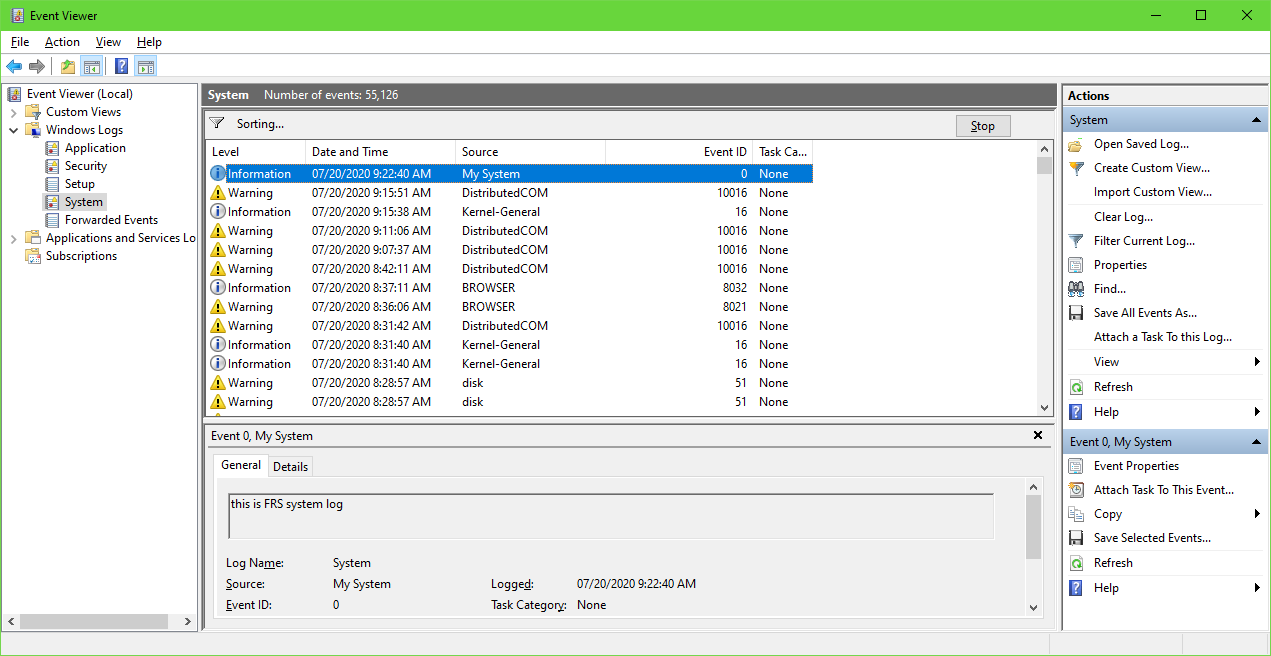 Event Viewer
File Action View Help
Event Viewer (Local)
Custom Views
Windows Logs
Application
Security
Setup
System
Forwarded Events
Applications and Services Lo
Subscriptions
System Number of events: 55,126
Sorting... Stop
Level Date and Time Source Event ID Task Ca...
Information 07/20/2020 9:22:40 AM My System 0 None
Warning 07/20/2020 9:15:51 AM DistributedCOM 10016 None
Information 07/20/2020 9:15:38 AM Kernel-General 16 None
Warning 07/20/2020 9:11:06 AM DistributedCOM 10016 None
Warning 07/20/2020 9:07:37 AM DistributedCOM 10016 None
Warning 07/20/2020 8:42:11 AM DistributedCOM 10016 None
Information 07/20/2020 8:37:11 AM BROWSER 8032 None
Warning 07/20/2020 8:36:06 AM BROWSER 8021 None
Warning 07/20/2020 8:31:42 AM DistributedCOM 10016 None
Information 07/20/2020 8:31:40 AM Kernel-General 16 None
Information 07/20/2020 8:31:40 AM Kernel-General 16 None
Warning 07/20/2020 8:28:57 AM disk 51 None
Warning 07/20/2020 8:28:57 AM disk 51 None
Event 0, My System
General Details
this is FRS system log
Log Name: System
Source: My System Logged: 07/20/2020 9:22:40 AM
Event ID: 0 Task Category: None
Actions
System
Open Saved Log...
Create Custom View...
Import Custom View...
Clear Log...
Filter Current Log...
Properties
Find...
Save All Events As...
Attach a Task To this Log...
View
Refresh
Help
Event 0, My System
Event Properties
Attach Task To This Event...
Copy
Save Selected Events...
Refresh
Help